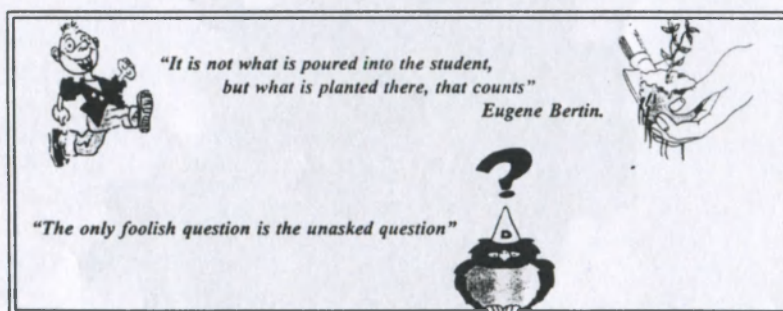 "It is not what is poured into the student,
but what is planted there, that counts"
Eugene Bertin.
?
"The only foolish question is the unasked question"
D